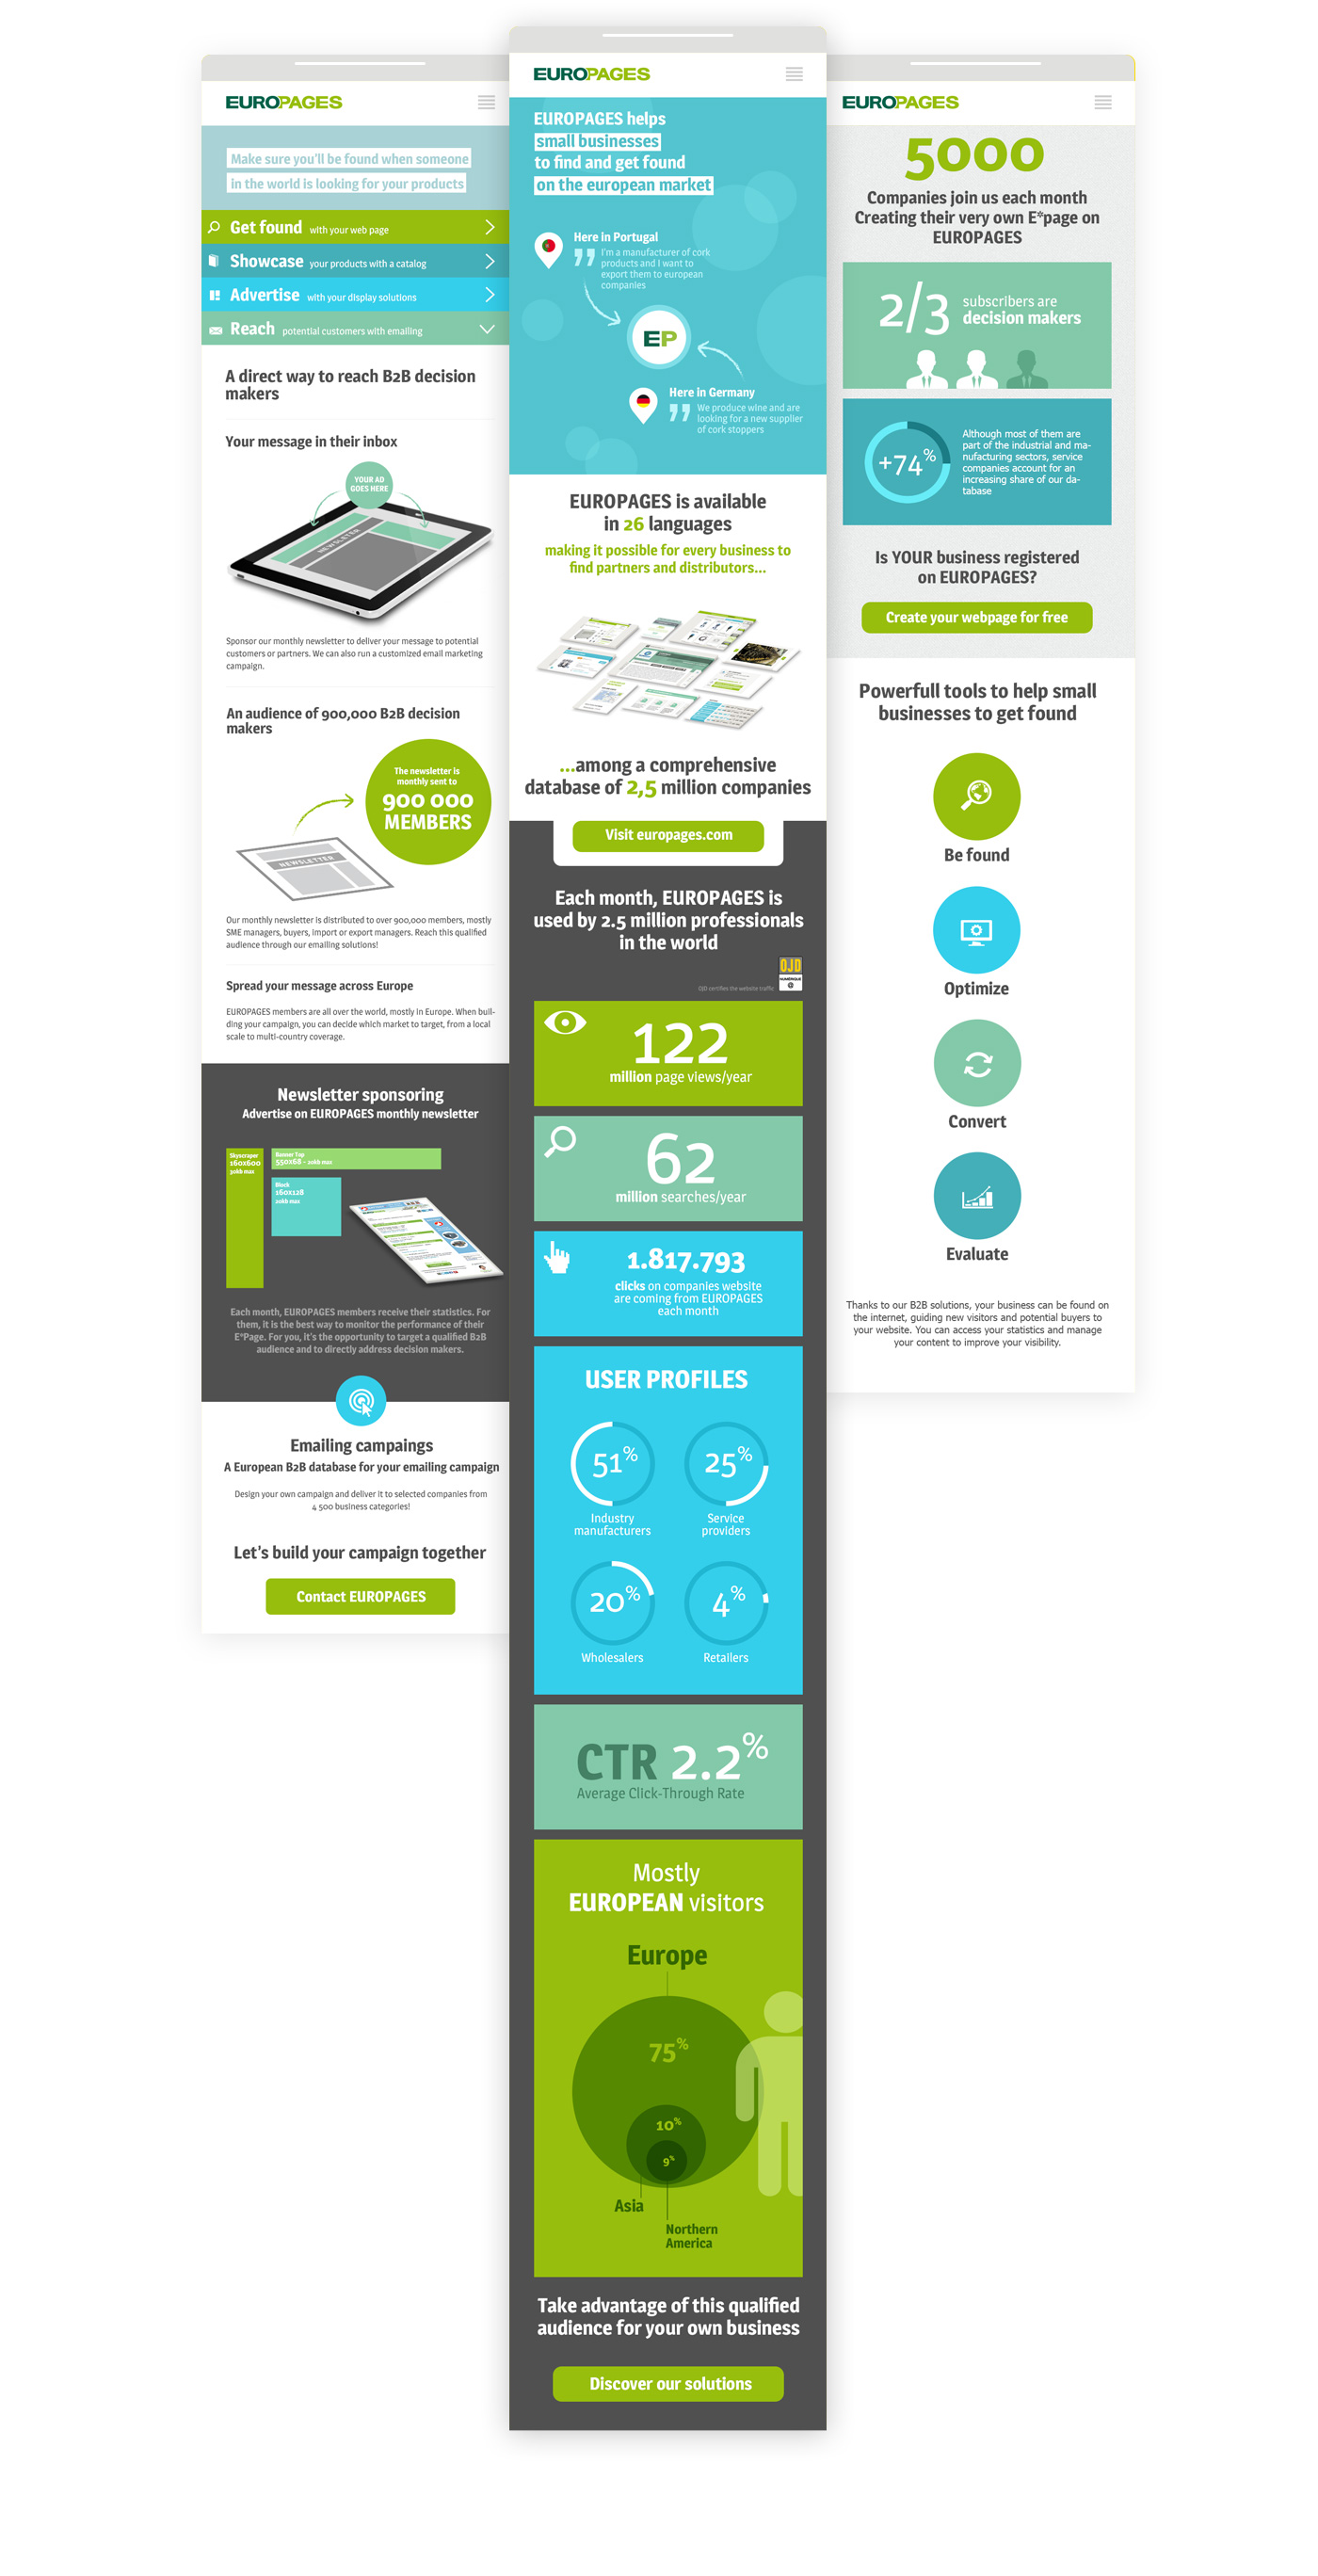 EUROPAGES
Make sure you'll be found when someone
in the world is looking for your products
Get found with your web page
Showcase your products with a catalog
Advertise with your display solutions
Reach potential customers with emailing
A direct way to reach B2B decision
makers
Your message in their inbox
YOUR AD
GOES HERE
NEWSLETTER
Sponsor our monthly newsletter to deliver your message to potential
customers or partners. We can also run a customized email marketing
campaign.
An audience of 900,000 B2B decision
makers
The newsletter is
monthly sent to
900 000
MEMBERS
NEWSLETTER
Our monthly newsletter is distributed to over 900,000 members, mostly
SME managers, buyers, import or export managers. Reach this qualified
audience through our emailing solutions!
Spread your message across Europe
EUROPAGES members are all over the world, mostly in Europe. When buil-
ding your campaign, you can decide which market to target, from a local
scale to multi-country coverage.
Newsletter sponsoring
Advertise on EUROPAGES monthly newsletter
Skyscraper
160x600
30kb max
Banner Top
550x68 - 20kb max
Block
160x128
20kb max
Each month, EUROPAGES members receive their statistics. For
them, it is the best way to monitor the performance of their
E*Page. For you, it's the opportunity to target a qualified B2B
audience and to directly address decision makers.
Emailing campaings
A European B2B database for your emailing campaign
Design your own campaign and deliver it to selected companies from
4 500 business categories!
Let's build your campaign together
Contact EUROPAGES
EUROPAGES
EUROPAGES helps
small businesses
to find and get found
on the european market
Here in Portugal
I'm a manufacturer of cork
products and I want to
export them to european
companies
EP
Here in Germany
We produce wine and are
looking for a new supplier
of cork stoppers
EUROPAGES is available
in 26 languages
making it possible for every business to
find partners and distributors...
...among a comprehensive
database of 2,5 million companies
Visit europages.com
Each month, EUROPAGES is
used by 2.5 million professionals
in the world
OJD certifies the website traffic
OJD
NUMÉRIQUE
@
122
million page views/year
62
million searches/year
1.817.793
clicks on companies website
are coming from EUROPAGES
each month
USER PROFILES
51%
Industry
manufacturers
25%
Service
providers
20%
Wholesalers
4%
Retailers
CTR 2.2%
Average Click-Through Rate
Mostly
EUROPEAN visitors
Europe
75%
10%
9%
Asia
Northern
America
Take advantage of this qualified
audience for your own business
Discover our solutions
EUROPAGES
5000
Companies join us each month
Creating their very own E*page on
EUROPAGES
2/3
subscribers are
decision makers
+74%
Although most of them are
part of the industrial and ma-
nufacturing sectors, service
companies account for an
increasing share of our da-
tabase
Is YOUR business registered
on EUROPAGES?
Create your webpage for free
Powerfull tools to help small
businesses to get found
Be found
Optimize
Convert
Evaluate
Thanks to our B2B solutions, your business can be found on
the internet, guiding new visitors and potential buyers to
your website. You can access your statistics and manage
your content to improve your visibility.